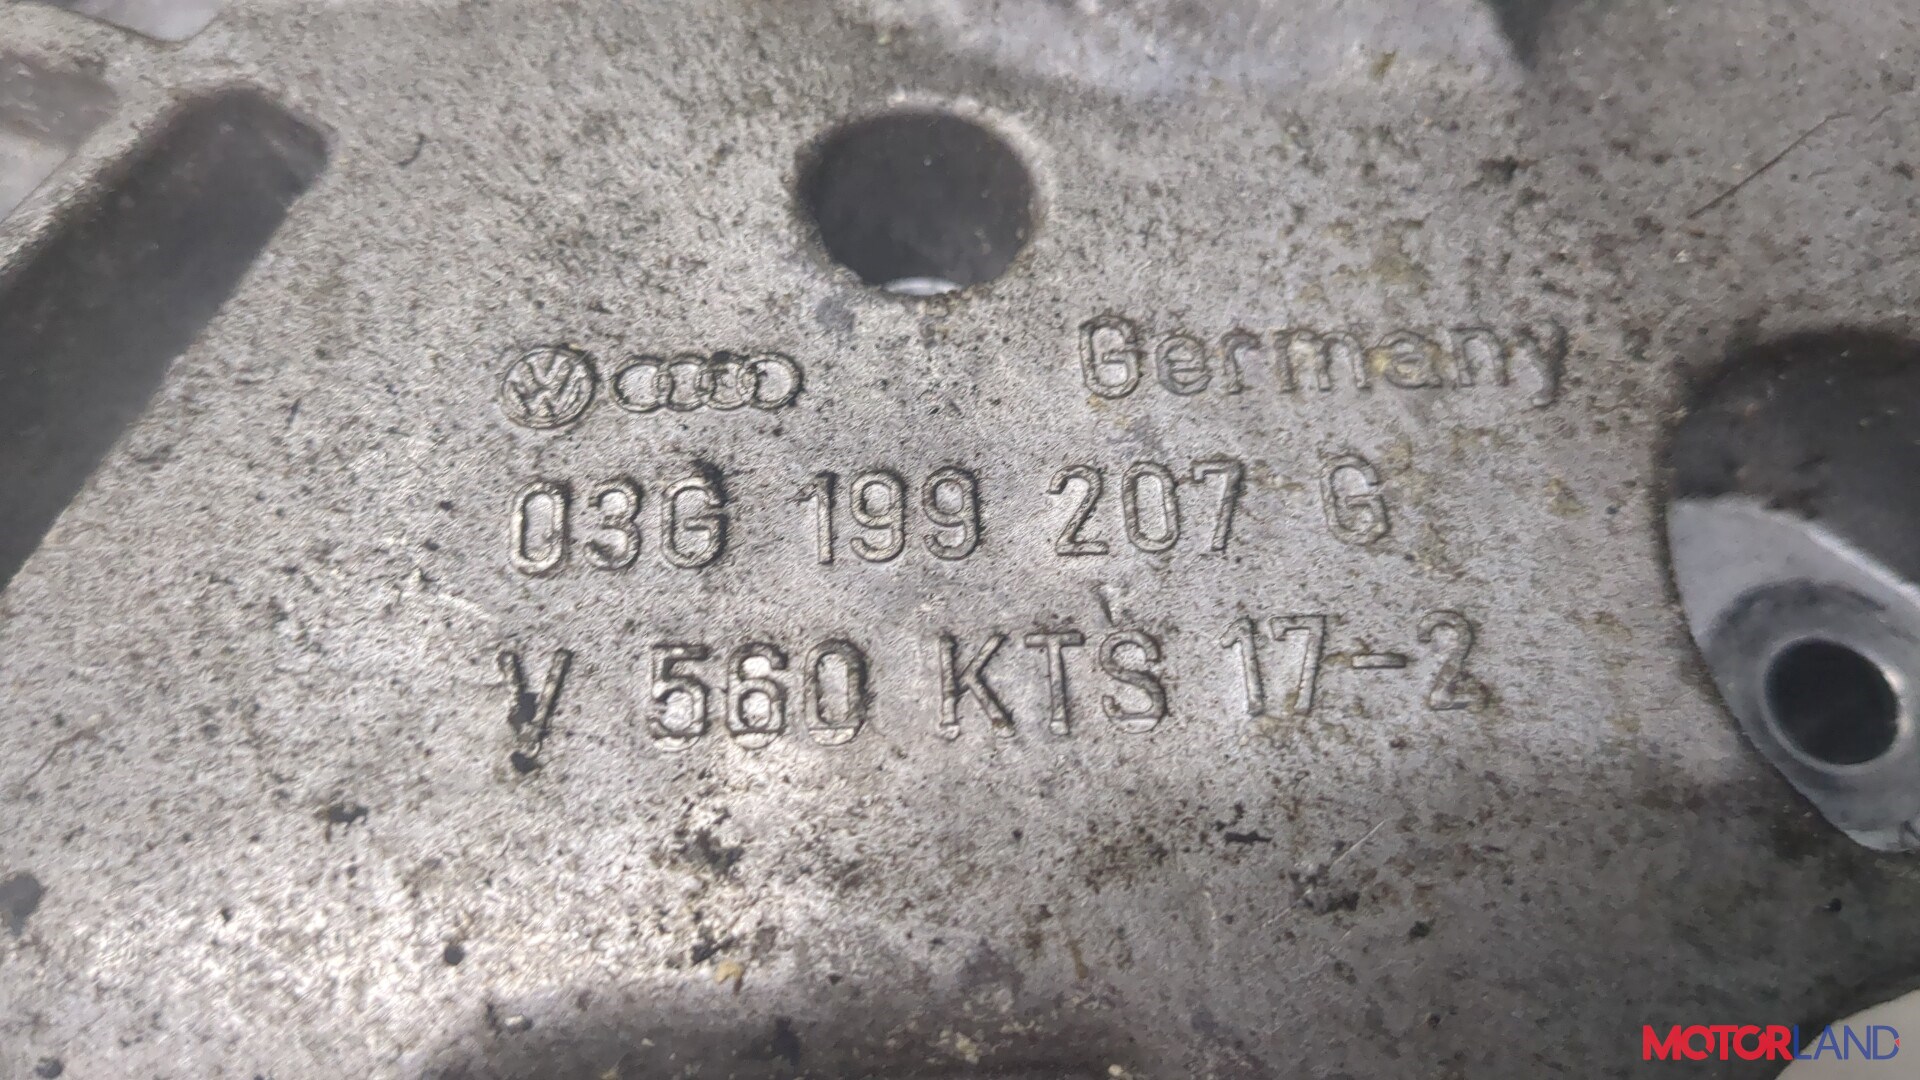 Germany
03G 199 207 G
V 560 KTS 17-2
MOTORLAND